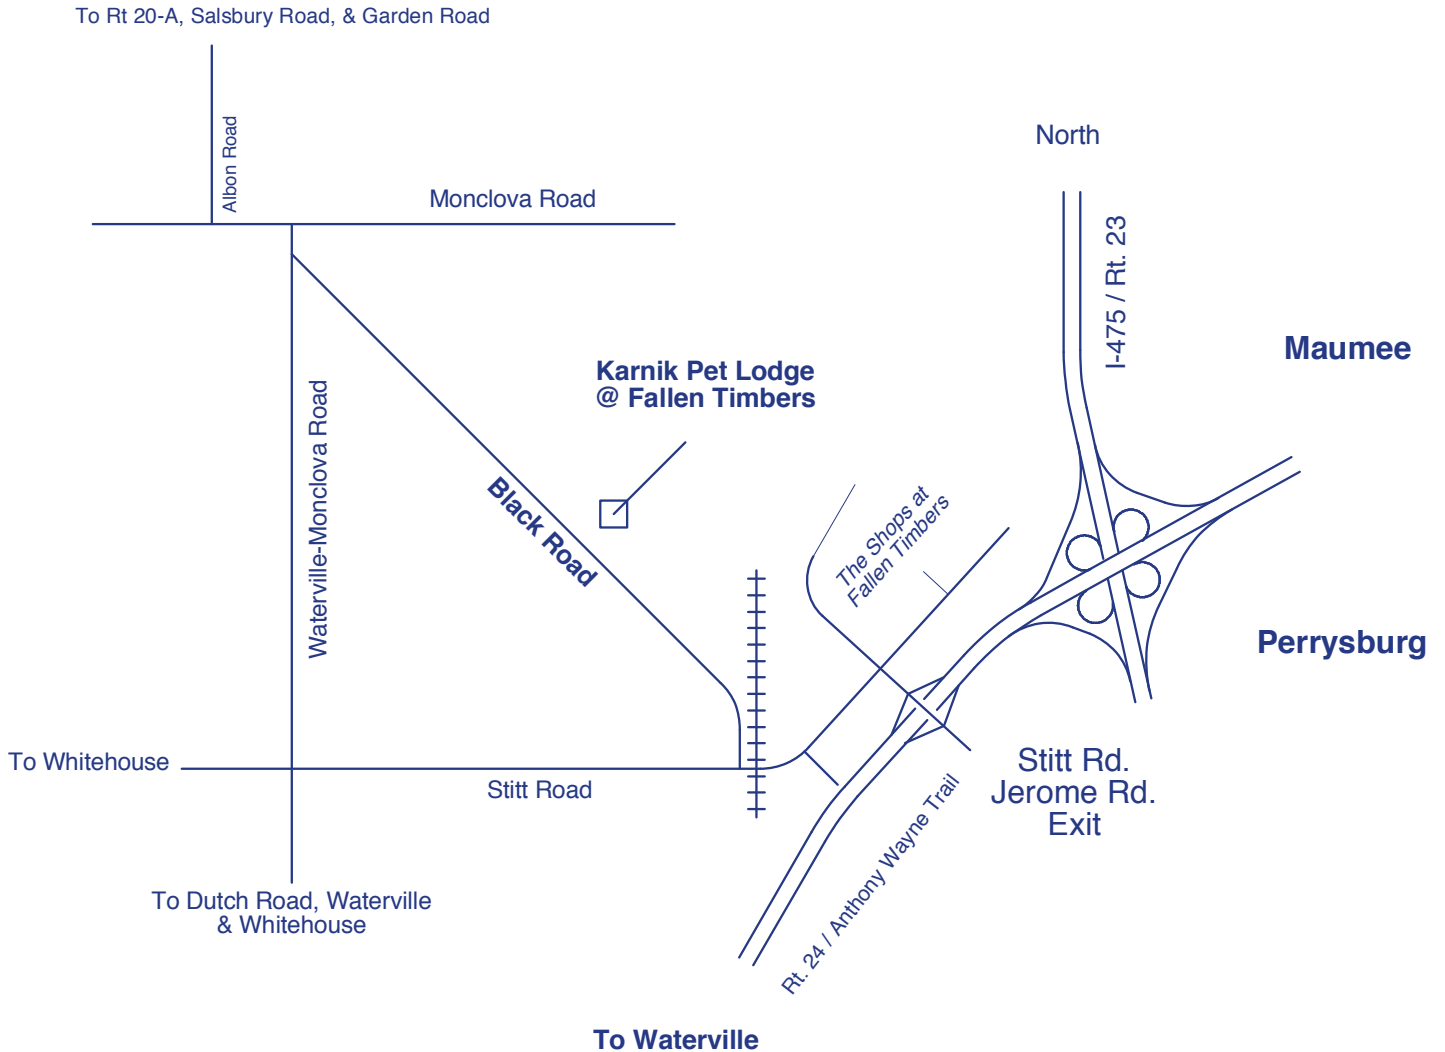 To Rt 20-A, Salsbury Road, & Garden Road
Albon Road
North
Monclova Road
I-475 / Rt. 23
Maumee
Karnik Pet Lodge
@ Fallen Timbers
Waterville-Monclova Road
Black Road
The Shops at
Fallen Timbers
Perrysburg
To Whitehouse
Stitt Road
Stitt Rd.
Jerome Rd.
Exit
Rt. 24 / Anthony Wayne Trail
To Dutch Road, Waterville
& Whitehouse
To Waterville